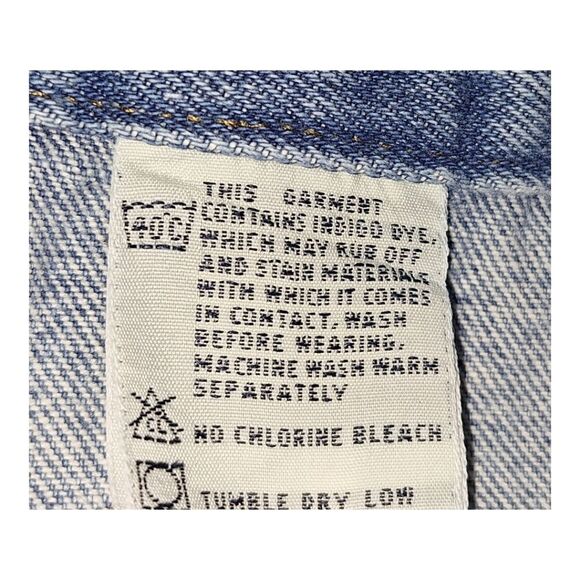 THIS GARMENT
40C CONTAINS INDIGO DYE,
WHICH MAY RUB OFF
AND STAIN MATERIALS
WITH WHICH IT COMES
IN CONTACT. WASH
BEFORE WEARING.
MACHINE WASH WARM
SEPARATELY
NO CHLORINE BLEACH
TUMBLE DRY LOW